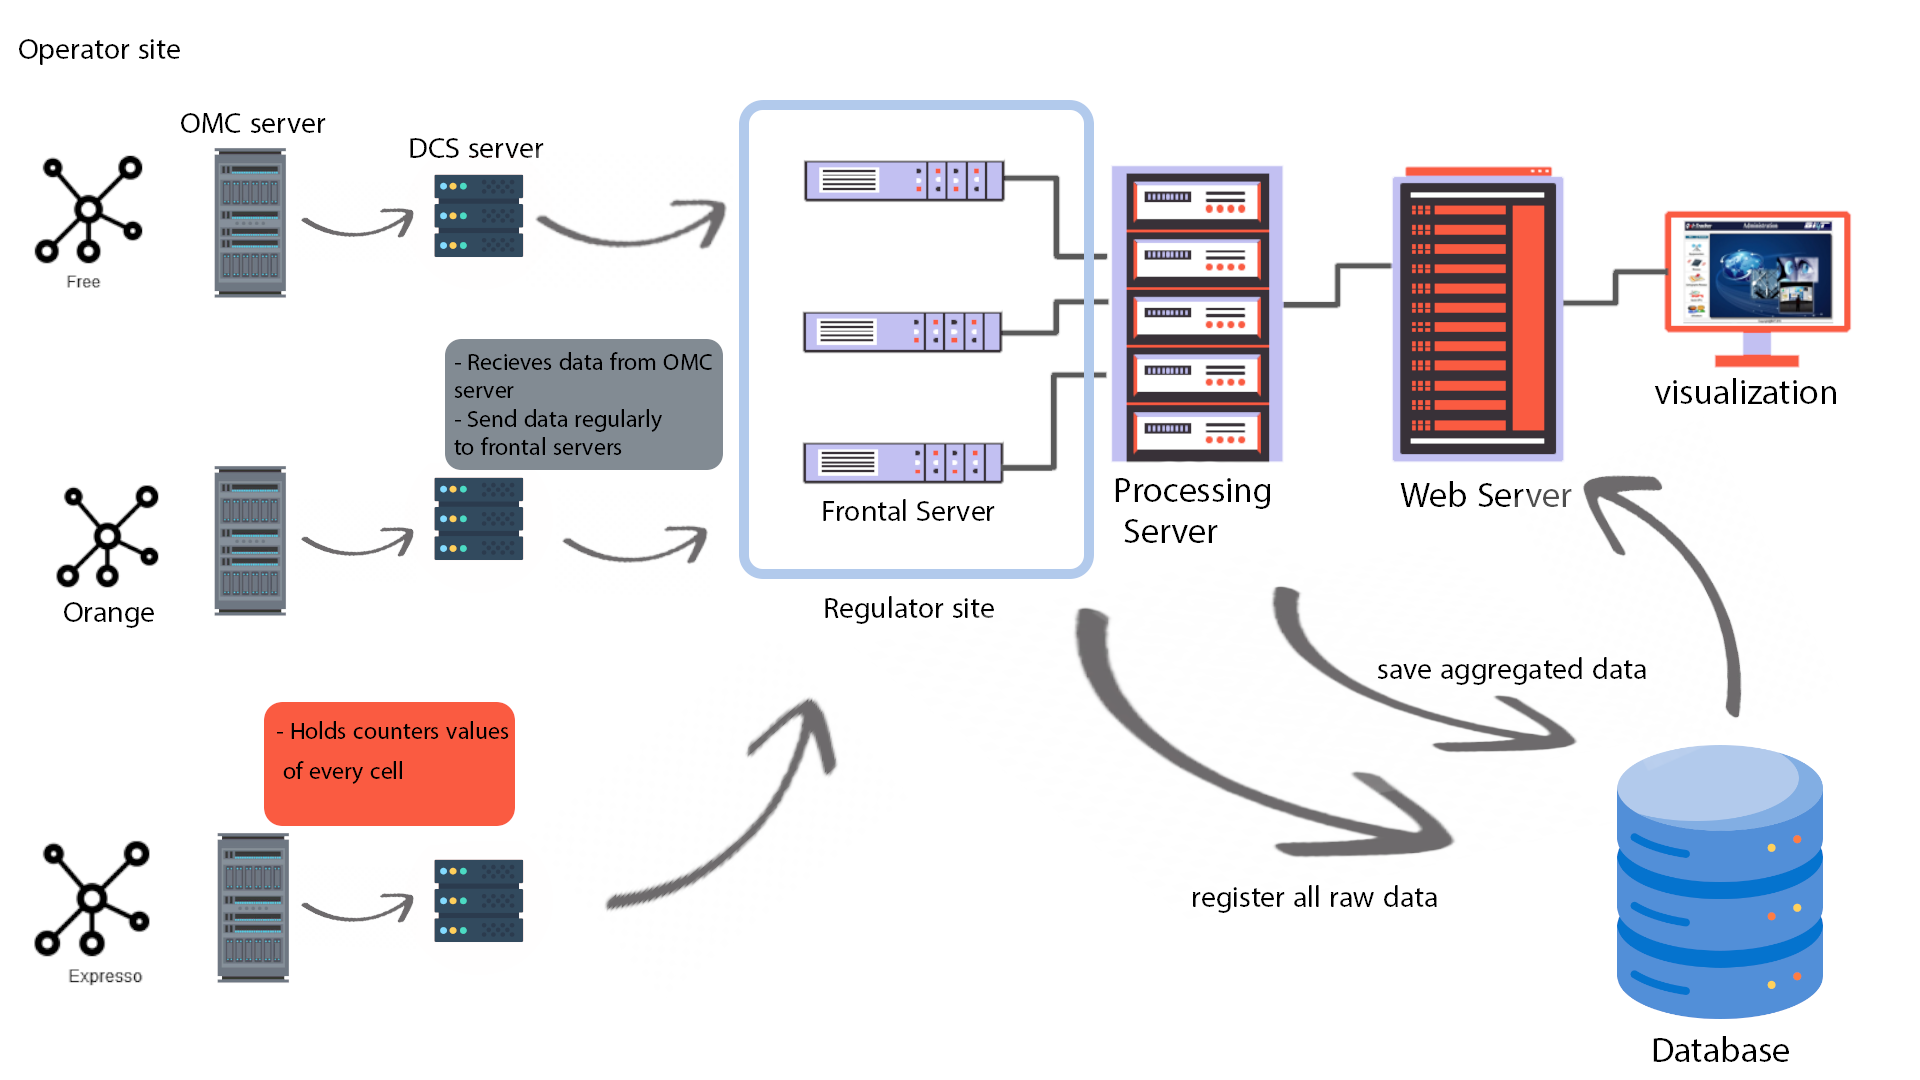 Operator site
OMC server
DCS server
Free
- Recieves data from OMC
server
- Send data regularly
to frontal servers
Orange
- Holds counters values
of every cell
Expresso
Frontal Server
Regulator site
Processing
Server
Web Server
Administration
visualization
save aggregated data
register all raw data
Database